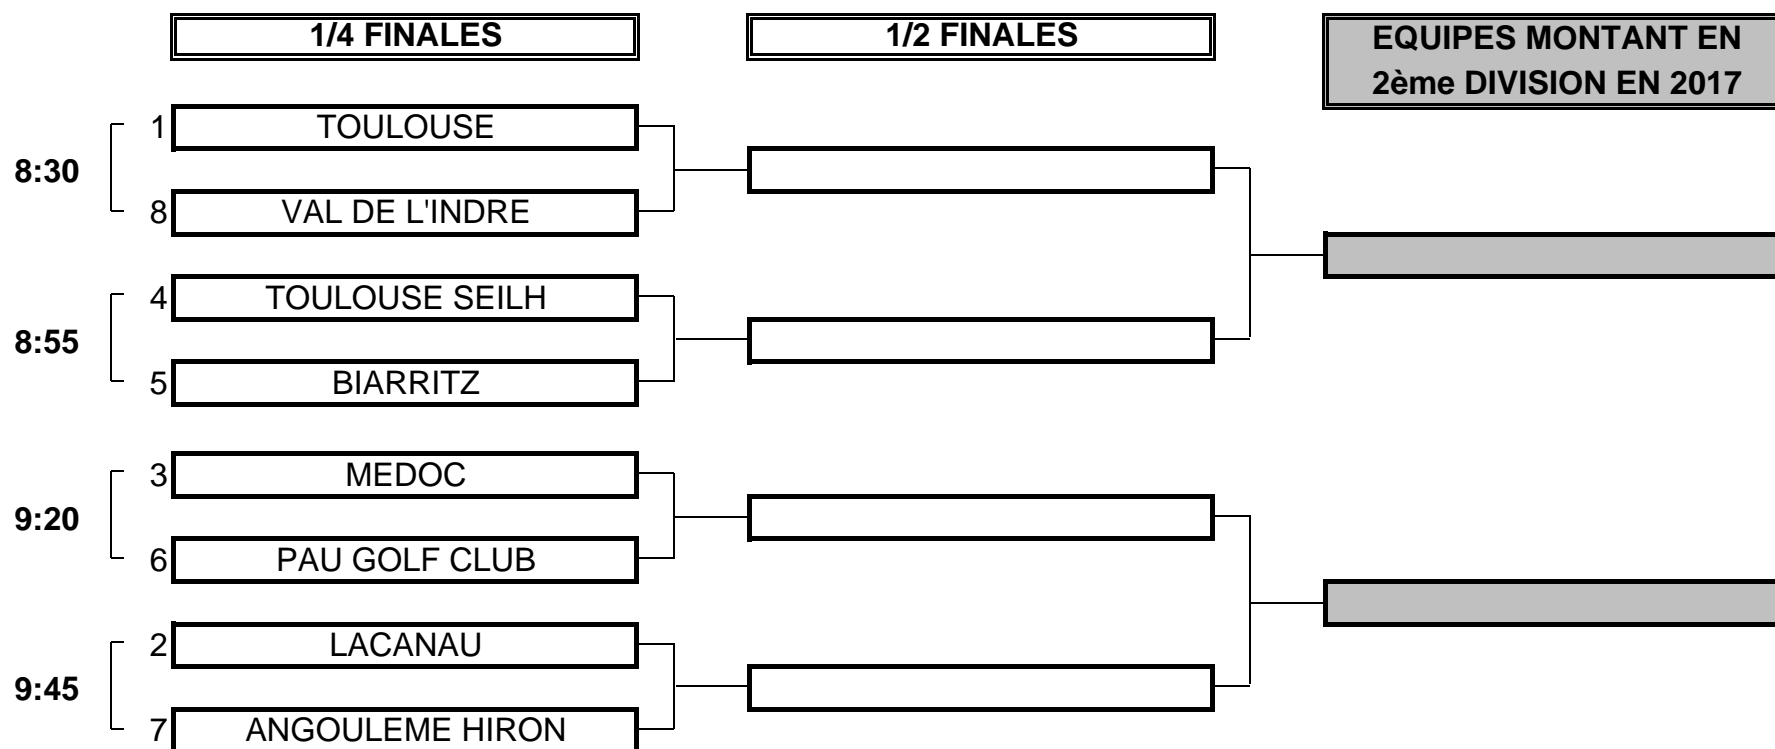 1/4 FINALES
1/2 FINALES
EQUIPES MONTANT EN
2ème DIVISION EN 2017
1 TOULOUSE
8:30
8 VAL DE L'INDRE
4 TOULOUSE SEILH
8:55
5 BIARRITZ
3 MEDOC
9:20
6 PAU GOLF CLUB
2 LACANAU
9:45
7 ANGOULEME HIRON